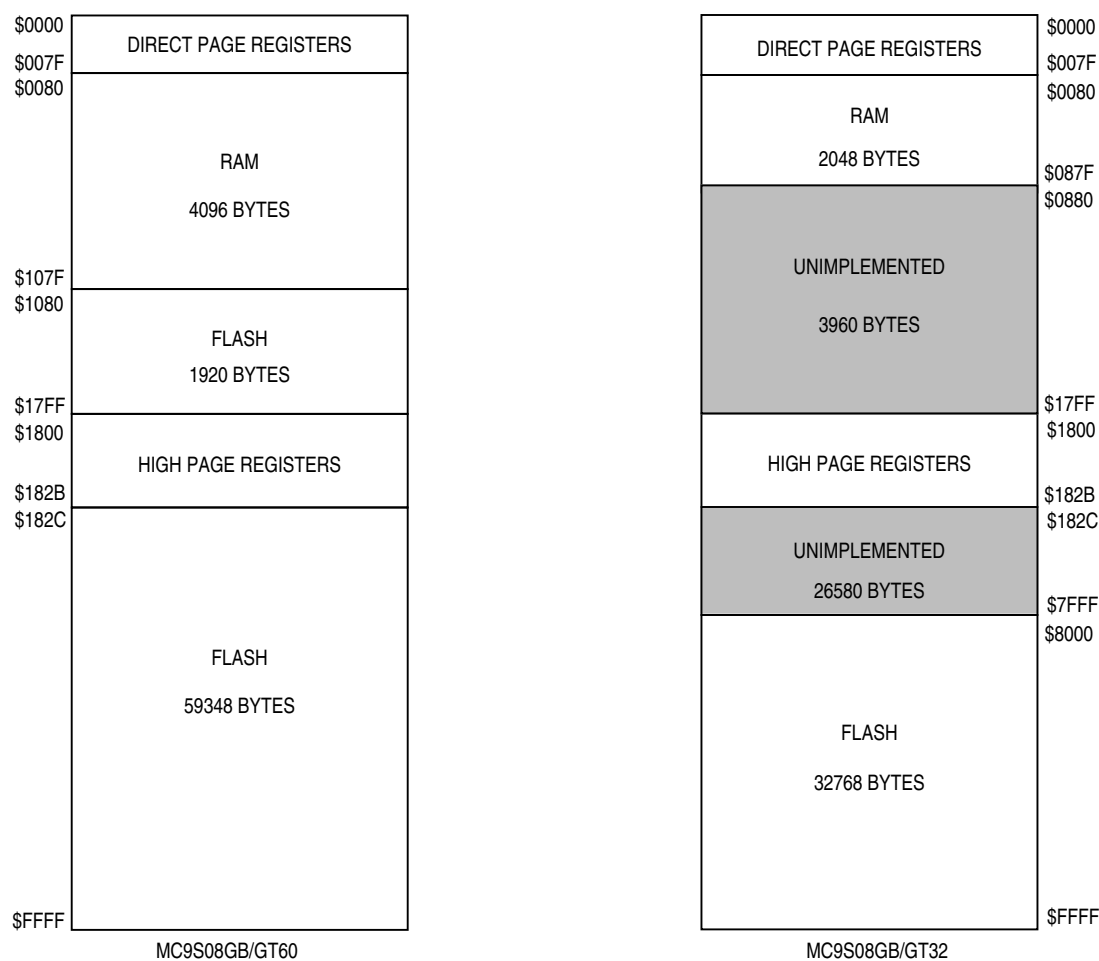 $0000
DIRECT PAGE REGISTERS
$007F
$0080
RAM
4096 BYTES
$107F
$1080
FLASH
1920 BYTES
$17FF
$1800
HIGH PAGE REGISTERS
$182B
$182C
FLASH
59348 BYTES
$FFFF
MC9S08GB/GT60
$0000
DIRECT PAGE REGISTERS
$007F
$0080
RAM
2048 BYTES
$087F
$0880
UNIMPLEMENTED
3960 BYTES
$17FF
$1800
HIGH PAGE REGISTERS
$182B
$182C
UNIMPLEMENTED
26580 BYTES
$7FFF
$8000
FLASH
32768 BYTES
$FFFF
MC9S08GB/GT32